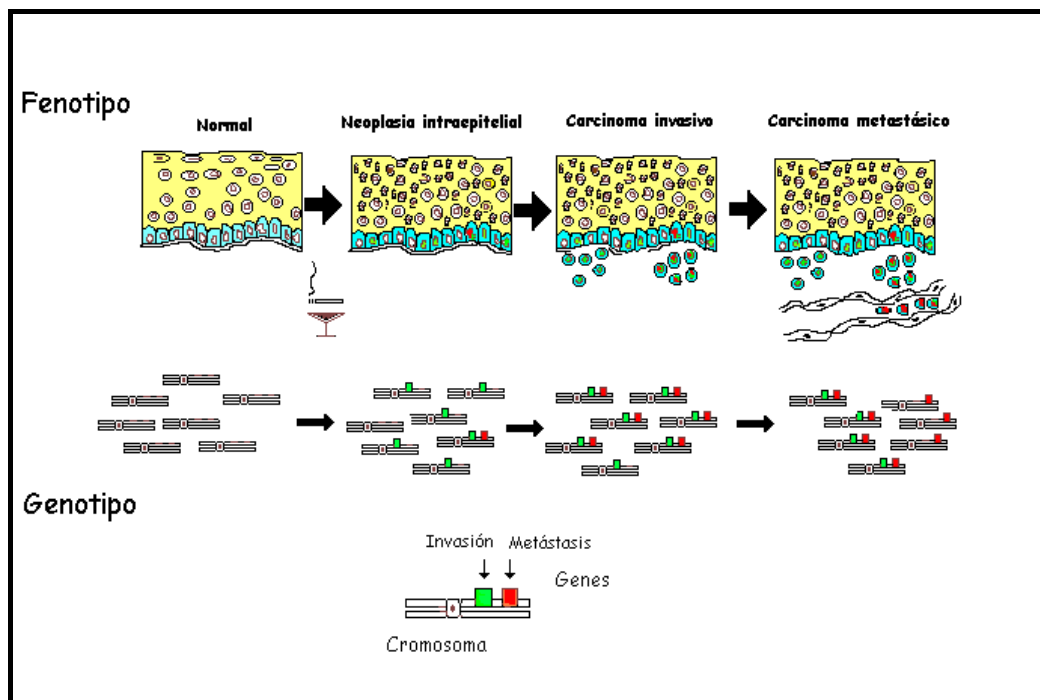 Fenotipo
Normal
Neoplasia intraepitelial
Carcinoma invasivo
Carcinoma metastásico
Genotipo
Invasión
Metástasis
Genes
Cromosoma